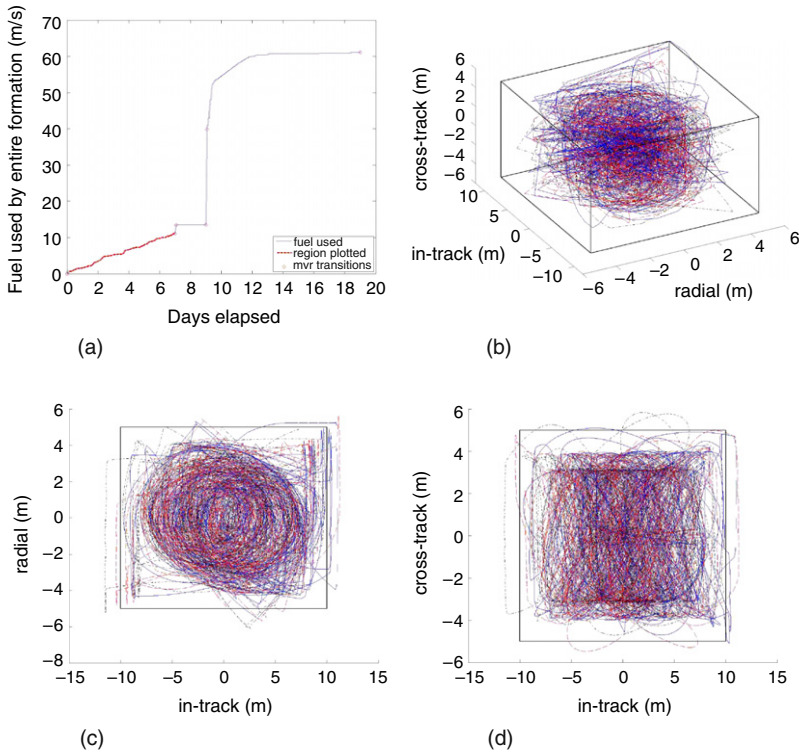 70
60
50
40
30
20
10
0
Fuel used by entire formation (m/s)
fuel used
region plotted
mvr transitions
0 2 4 6 8 10 12 14 16 18 20
Days elapsed
(a)
6
4
2
0
−2
−4
−6
cross-track (m)
10
5
0
−5
−10
in-track (m)
−6 −4 −2 0 2 4 6
radial (m)
(b)
6
4
2
0
−2
−4
−6
−8
radial (m)
−15 −10 −5 0 5 10 15
in-track (m)
(c)
6
4
2
0
−2
−4
−6
cross-track (m)
−15 −10 −5 0 5 10 15
in-track (m)
(d)